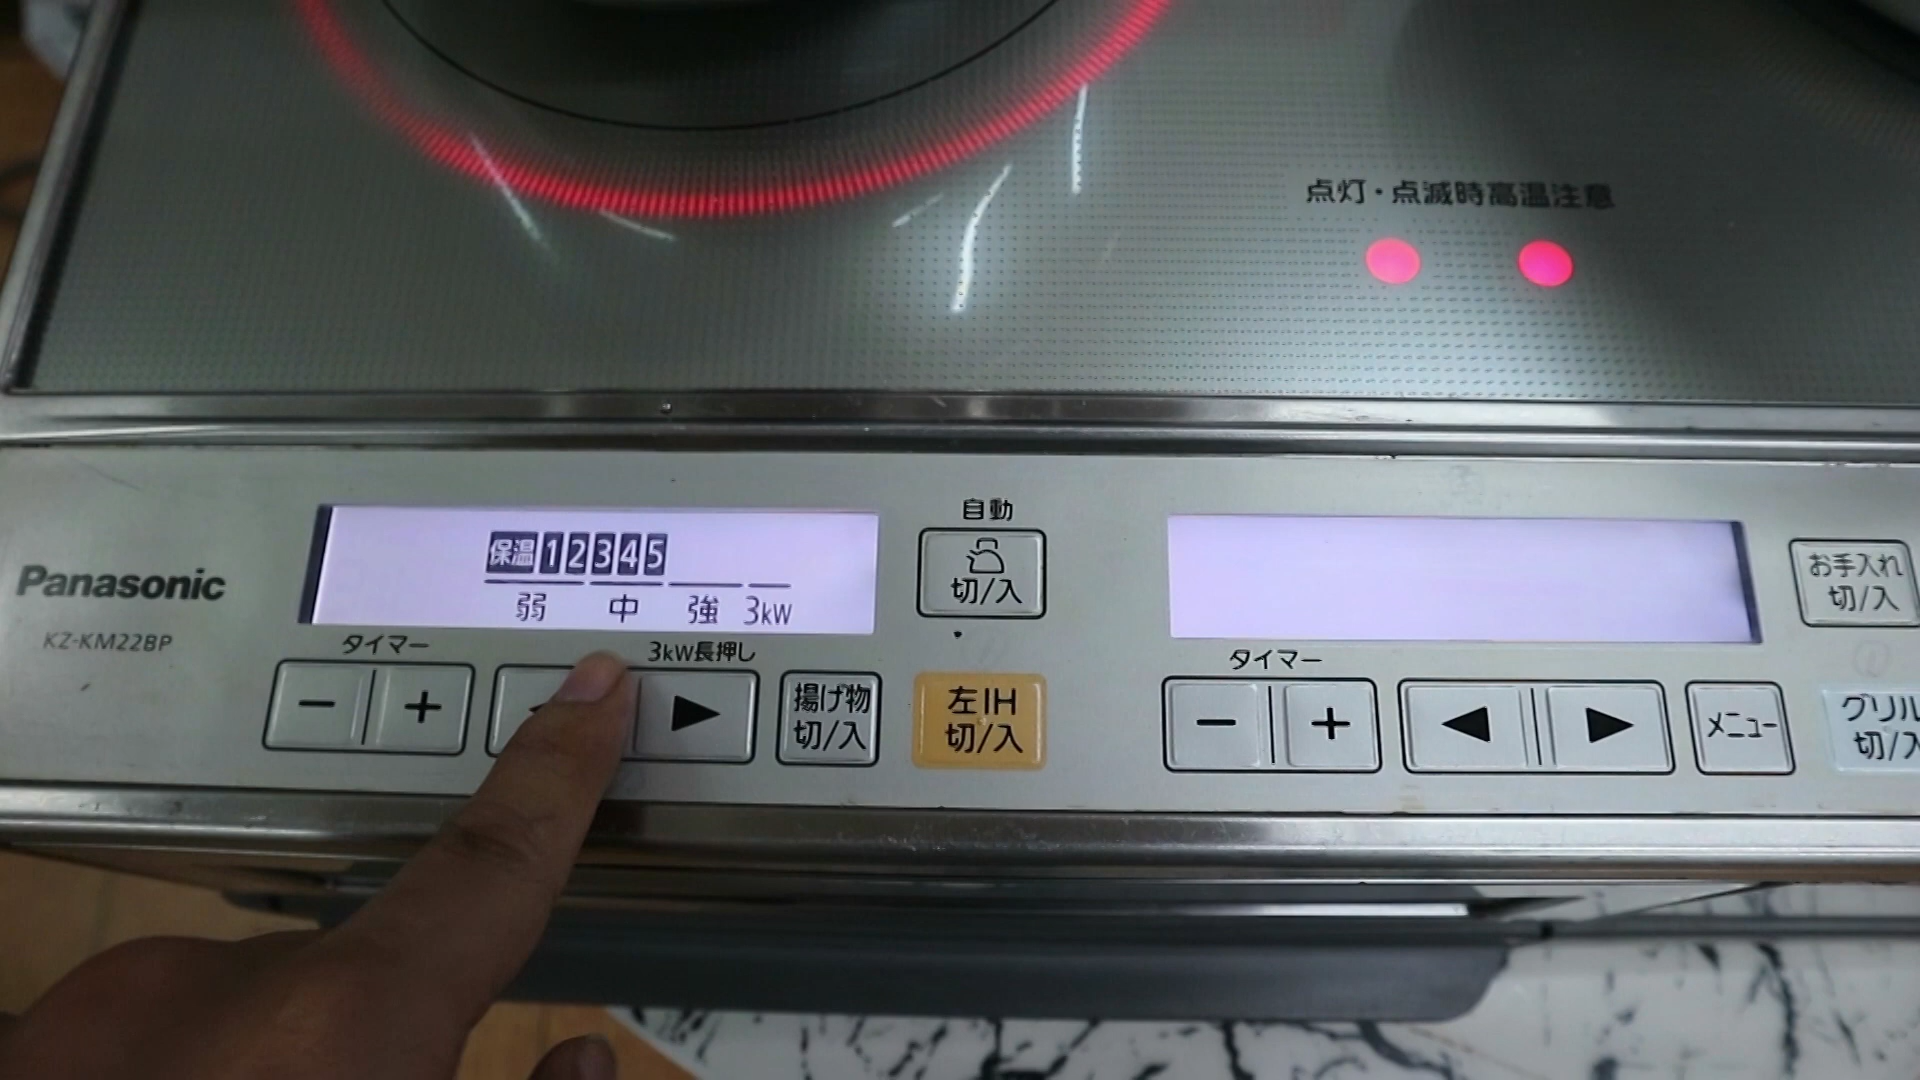 点灯・点滅時高温注意
自動
切/入
保温 1 2 3 4 5
弱 中 強 3kW
Panasonic
KZ-KM22BP
タイマー
3kW長押し
− +
揚げ物
切/入
左IH
切/入
タイマー
− +
メニュー
お手入れ
切/入
グリル
切/入